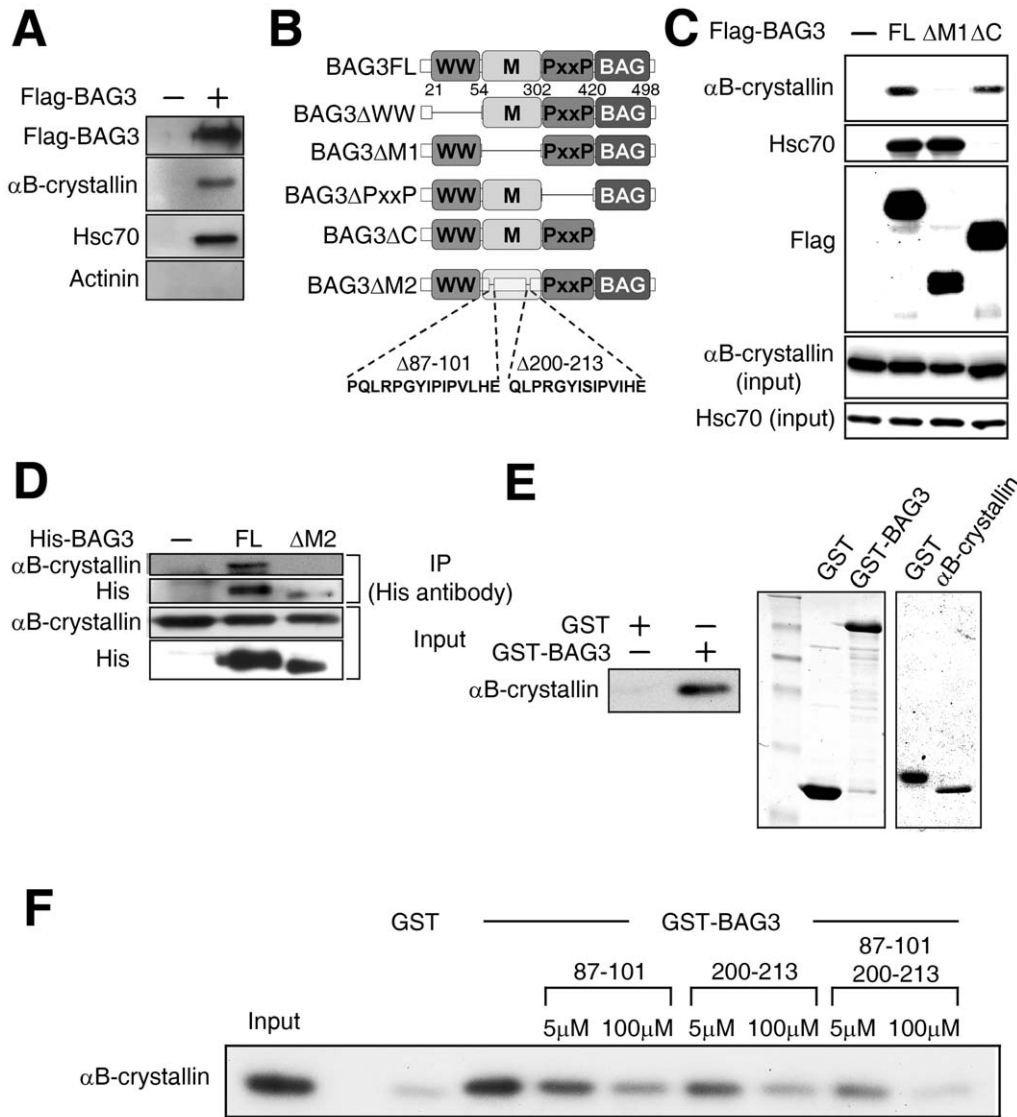 A
Flag-BAG3 − +
Flag-BAG3
αB-crystallin
Hsc70
Actinin
B
BAG3FL WW M PxxP BAG
21 54 302 420 498
BAG3ΔWW M PxxP BAG
BAG3ΔM1 WW PxxP BAG
BAG3ΔPxxP WW M BAG
BAG3ΔC WW M PxxP
BAG3ΔM2 WW PxxP BAG
Δ87-101 Δ200-213
PQLRPGYIPIPVLHE QLPRGYISIPVIHE
C
Flag-BAG3 − FL ΔM1 ΔC
αB-crystallin
Hsc70
Flag
αB-crystallin
(input)
Hsc70 (input)
D
His-BAG3 − FL ΔM2
αB-crystallin
His
IP
(His antibody)
αB-crystallin
His
Input
E
GST + −
GST-BAG3 − +
αB-crystallin
GST
GST-BAG3
GST
αB-crystallin
F
GST GST-BAG3
87-101 200-213 87-101
200-213
Input 5μM 100μM 5μM 100μM 5μM 100μM
αB-crystallin